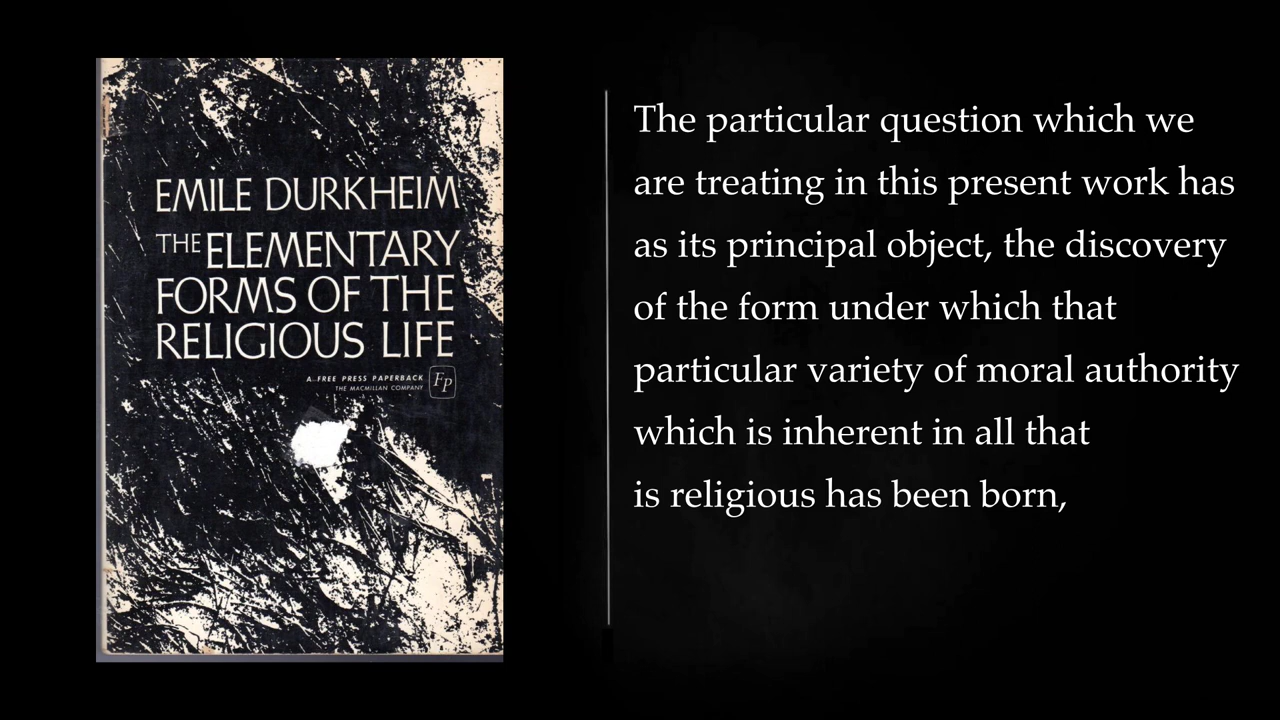 EMILE DURKHEIM
THE ELEMENTARY
FORMS OF THE
RELIGIOUS LIFE
A FREE PRESS PAPERBACK
THE MACMILLAN COMPANY
Fp
The particular question which we
are treating in this present work has
as its principal object, the discovery
of the form under which that
particular variety of moral authority
which is inherent in all that
is religious has been born,